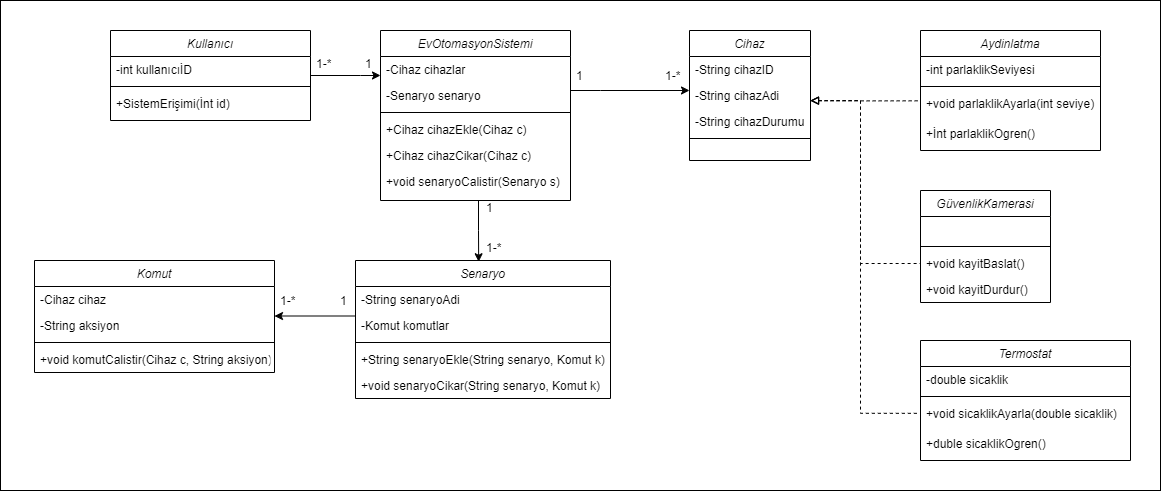 Kullanıcı
-int kullanıcıİD
+SistemErişimi(İnt id)
1-*
1
EvOtomasyonSistemi
-Cihaz cihazlar
-Senaryo senaryo
+Cihaz cihazEkle(Cihaz c)
+Cihaz cihazCikar(Cihaz c)
+void senaryoCalistir(Senaryo s)
1
1-*
Cihaz
-String cihazID
-String cihazAdi
-String cihazDurumu
Aydinlatma
-int parlaklikSeviyesi
+void parlaklikAyarla(int seviye)
+İnt parlaklikOgren()
GüvenlikKamerasi
+void kayitBaslat()
+void kayitDurdur()
1
1-*
Komut
-Cihaz cihaz
-String aksiyon
+void komutCalistir(Cihaz c, String aksiyon)
1-*
1
Senaryo
-String senaryoAdi
-Komut komutlar
+String senaryoEkle(String senaryo, Komut k)
+void senaryoCikar(String senaryo, Komut k)
Termostat
-double sicaklik
+void sicaklikAyarla(double sicaklik)
+duble sicaklikOgren()